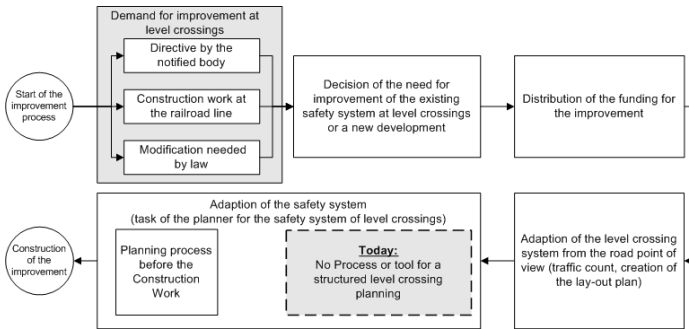 Demand for improvement at
level crossings
Directive by the
notified body
Start of the
improvement
process
Construction work at
the railroad line
Modification needed
by law
Decision of the need for
improvement of the existing
safety system at level crossings
or a new development
Distribution of the funding for
the improvement
Adaption of the level crossing
system from the road point of
view (traffic count, creation of
the lay-out plan)
Adaption of the safety system
(task of the planner for the safety system of level crossings)
Today:
No Process or tool for a
structured level crossing
planning
Planning process
before the
Construction
Work
Construction
of the
improvement